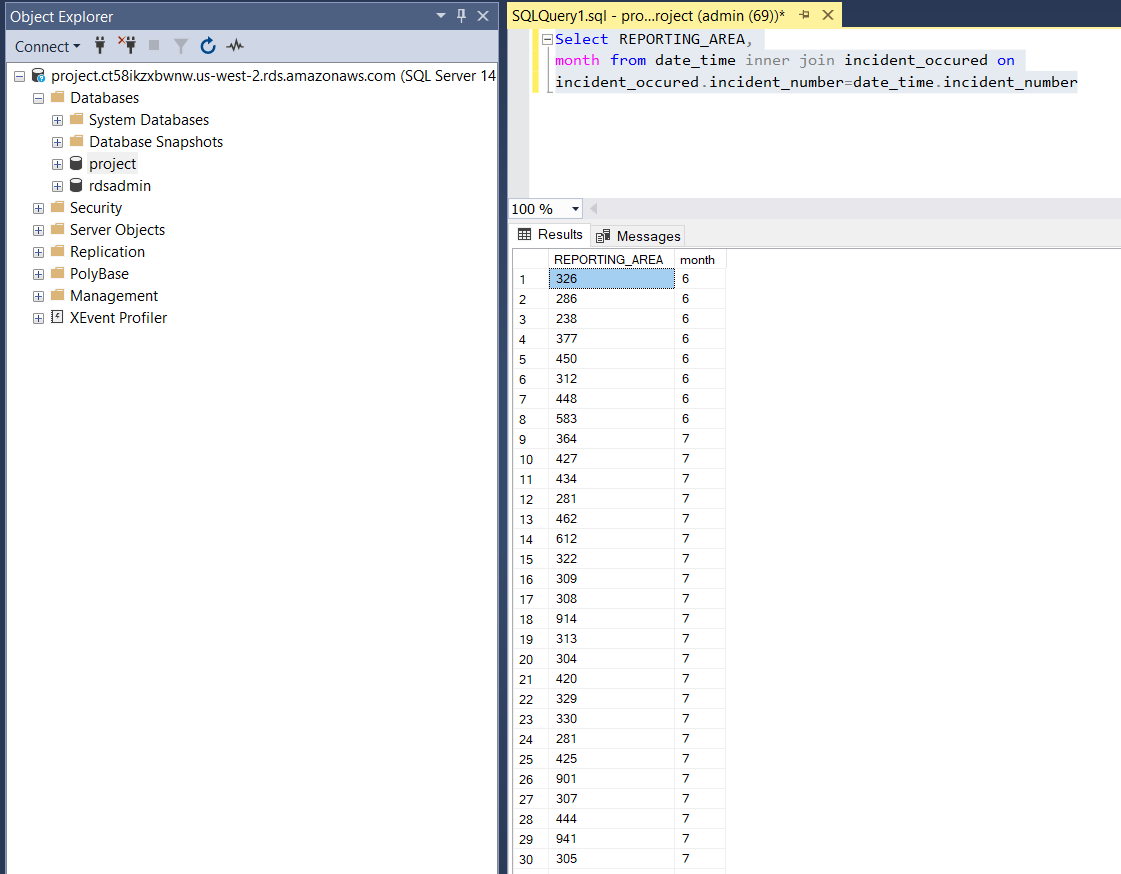 Object Explorer
Connect
project.ct58ikzxbwnw.us-west-2.rds.amazonaws.com (SQL Server 14
Databases
System Databases
Database Snapshots
project
rdsadmin
Security
Server Objects
Replication
PolyBase
Management
XEvent Profiler
SQLQuery1.sql - pro...roject (admin (69))*
Select REPORTING_AREA,
month from date_time inner join incident_occured on
incident_occured.incident_number=date_time.incident_number
100 %
Results Messages
REPORTING_AREA month
1 326 6
2 286 6
3 238 6
4 377 6
5 450 6
6 312 6
7 448 6
8 583 6
9 364 7
10 427 7
11 434 7
12 281 7
13 462 7
14 612 7
15 322 7
16 309 7
17 308 7
18 914 7
19 313 7
20 304 7
21 420 7
22 329 7
23 330 7
24 281 7
25 425 7
26 901 7
27 307 7
28 444 7
29 941 7
30 305 7